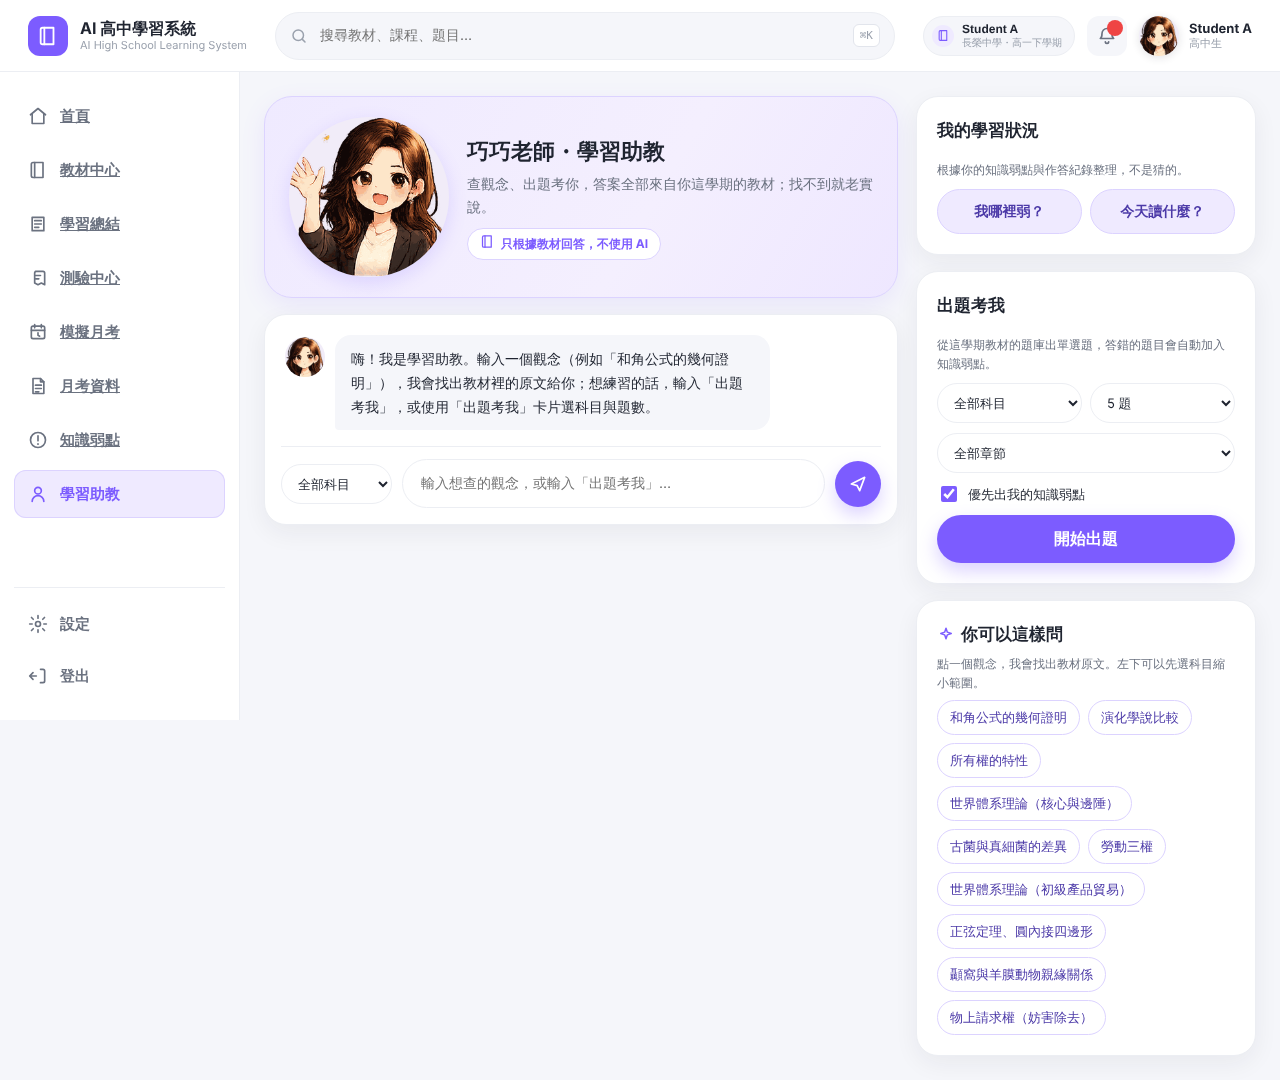 AI 高中學習系統
AI High School Learning System
搜尋教材、課程、題目...
⌘K
Student A
長榮中學・高一下學期
Student A
高中生
首頁
教材中心
學習總結
測驗中心
模擬月考
月考資料
知識弱點
學習助教
設定
登出
巧巧老師・學習助教
查觀念、出題考你，答案全部來自你這學期的教材；找不到就老實
說。
只根據教材回答，不使用 AI
嗨！我是學習助教。輸入一個觀念（例如「和角公式的幾何證
明」），我會找出教材裡的原文給你；想練習的話，輸入「出題
考我」，或使用「出題考我」卡片選科目與題數。
全部科目
輸入想查的觀念，或輸入「出題考我」...
我的學習狀況
根據你的知識弱點與作答紀錄整理，不是猜的。
我哪裡弱？
今天讀什麼？
出題考我
從這學期教材的題庫出單選題，答錯的題目會自動加入
知識弱點。
全部科目
5 題
全部章節
優先出我的知識弱點
開始出題
你可以這樣問
點一個觀念，我會找出教材原文。左下可以先選科目縮
小範圍。
和角公式的幾何證明
演化學說比較
所有權的特性
世界體系理論（核心與邊陲）
古菌與真細菌的差異
勞動三權
世界體系理論（初級產品貿易）
正弦定理、圓內接四邊形
顳窩與羊膜動物親緣關係
物上請求權（妨害除去）